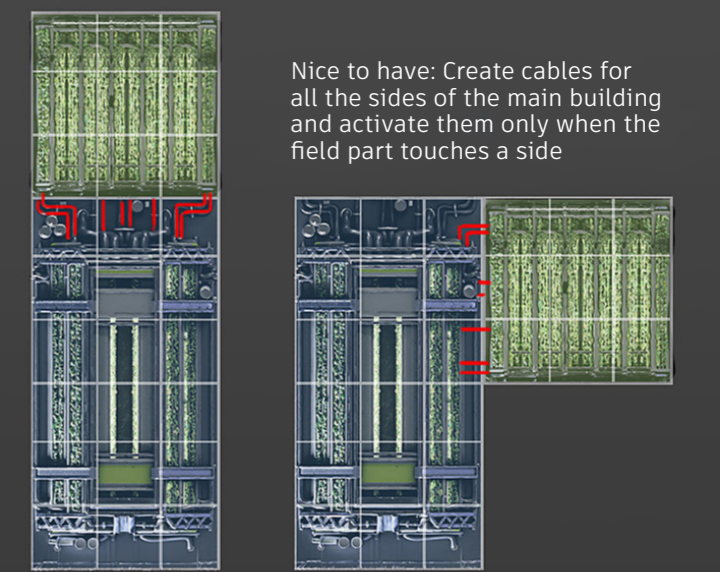 Nice to have: Create cables for
all the sides of the main building
and activate them only when the
field part touches a side